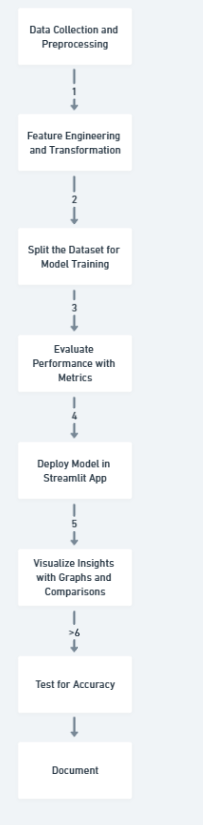 Data Collection and
Preprocessing
1
Feature Engineering
and Transformation
2
Split the Dataset for
Model Training
3
Evaluate
Performance with
Metrics
4
Deploy Model in
Streamlit App
5
Visualize Insights
with Graphs and
Comparisons
>6
Test for Accuracy
Document